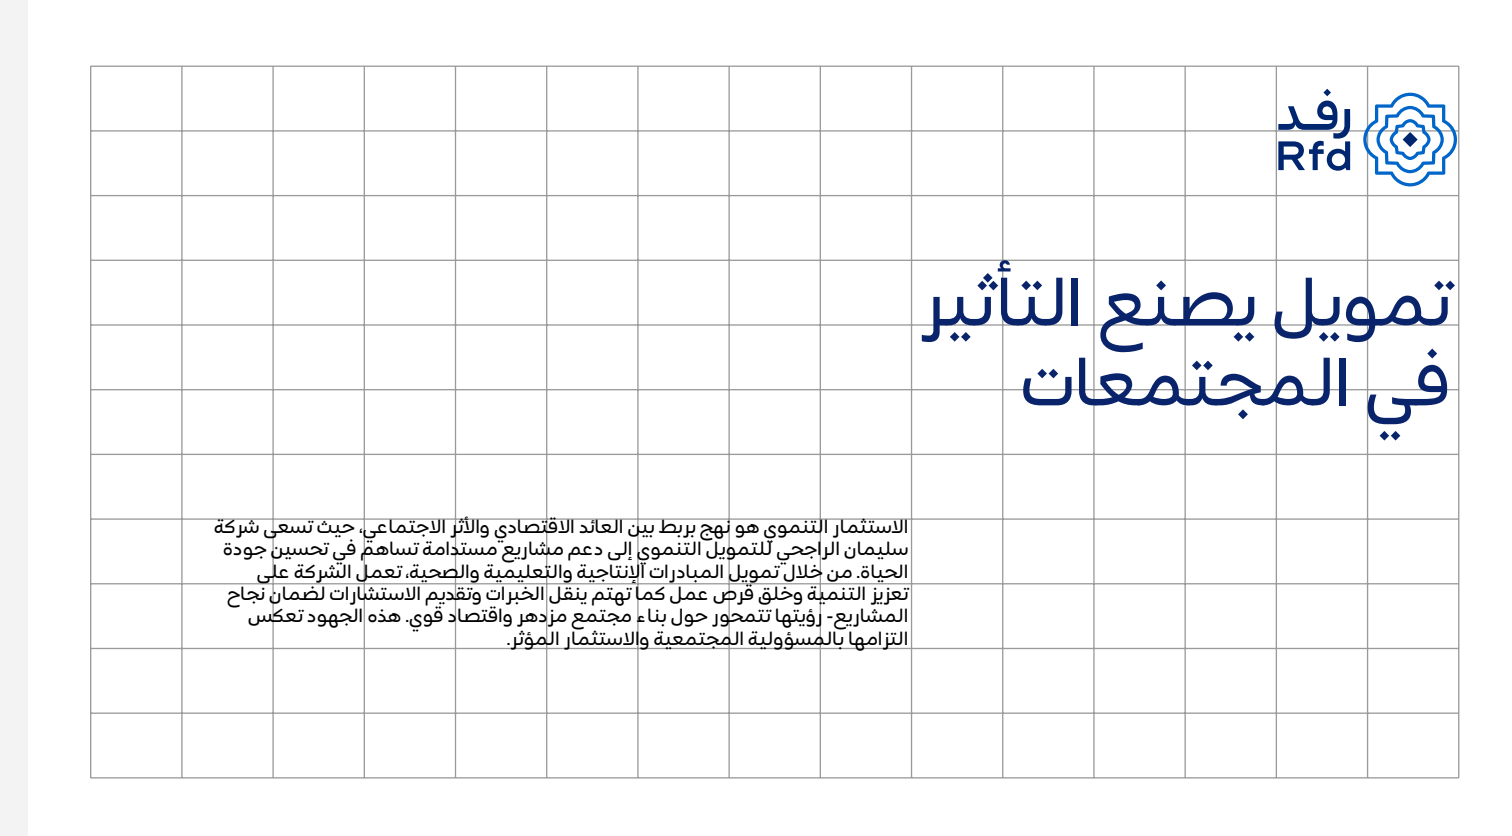 رفد
Rfd
تمويل يصنع التأثير
في المجتمعات
الاستثمار التنموي هو نهج بربط بين العائد الاقتصادي والأثر الاجتماعي، حيث تسعى شركة
سليمان الراجحي للتمويل التنموي إلى دعم مشاريع مستدامة تساهم في تحسين جودة
الحياة. من خلال تمويل المبادرات الإنتاجية والتعليمية والصحية، تعمل الشركة على
تعزيز التنمية وخلق فرص عمل كما تهتم ينقل الخبرات وتقديم الاستشارات لضمان نجاح
المشاريع- رؤيتها تتمحور حول بناء مجتمع مزدهر واقتصاد قوي. هذه الجهود تعكس
التزامها بالمسؤولية المجتمعية والاستثمار المؤثر.